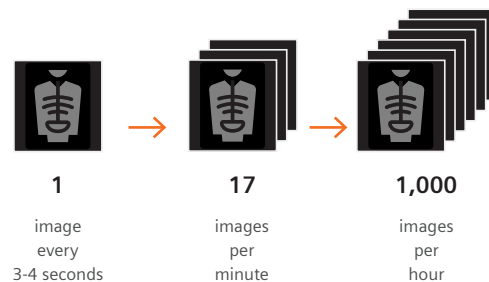 1
image
every
3-4 seconds
17
images
per
minute
1,000
images
per
hour